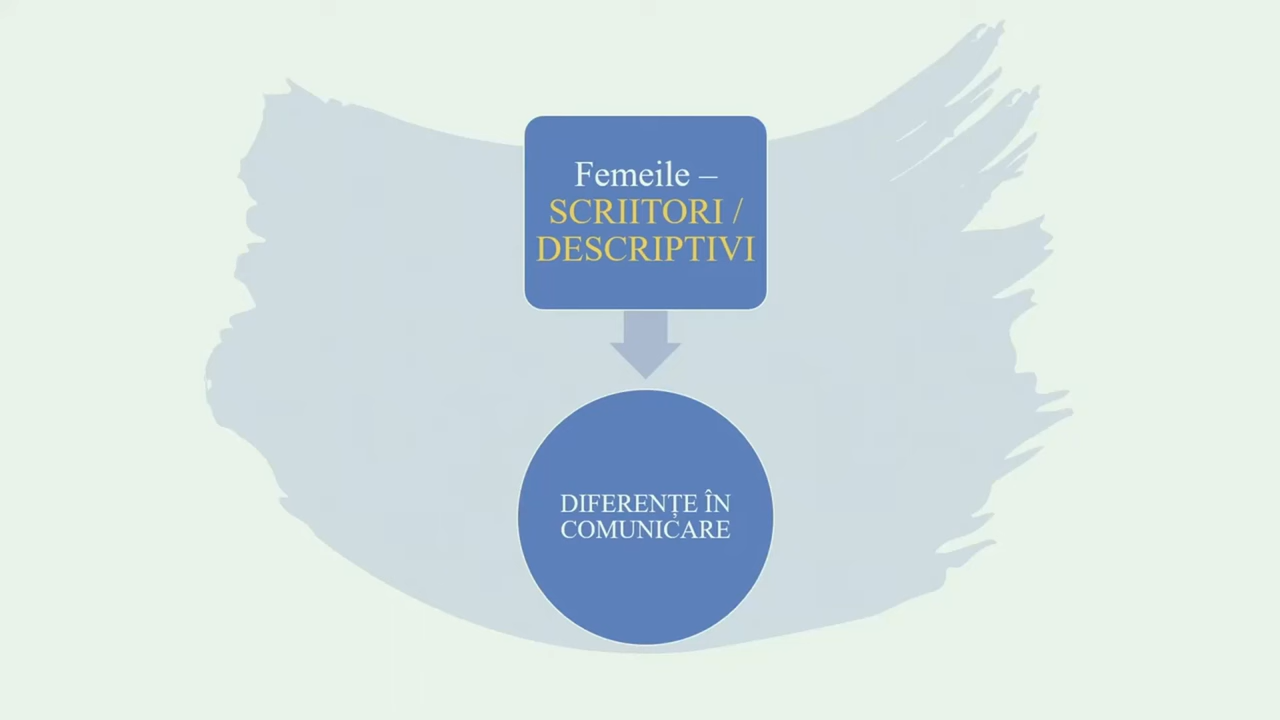 Femeile –
SCRIITORI /
DESCRIPTIVI
DIFERENȚE ÎN
COMUNICARE